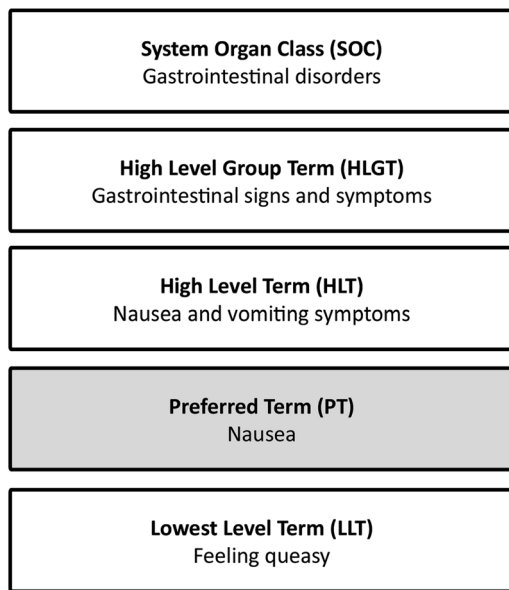 System Organ Class (SOC)
Gastrointestinal disorders
High Level Group Term (HLGT)
Gastrointestinal signs and symptoms
High Level Term (HLT)
Nausea and vomiting symptoms
Preferred Term (PT)
Nausea
Lowest Level Term (LLT)
Feeling queasy